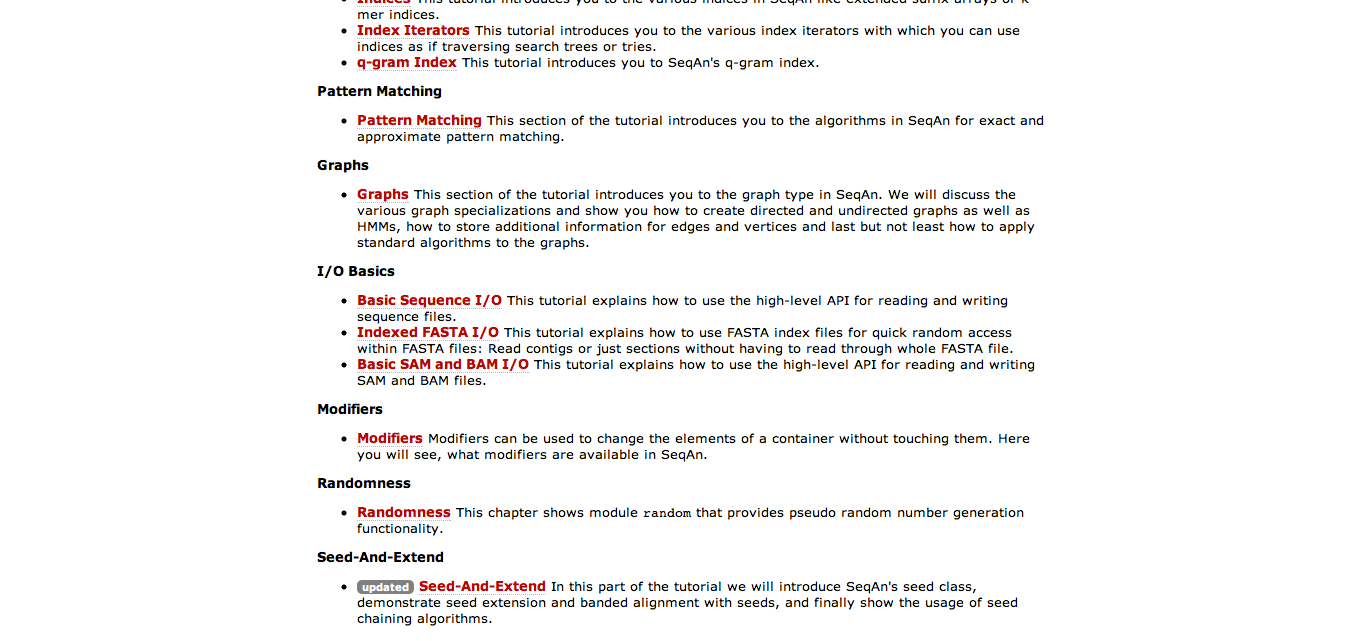 Indices This tutorial introduces you to the various indices in SeqAn like extended suffix arrays or k-
mer indices.
Index Iterators This tutorial introduces you to the various index iterators with which you can use
indices as if traversing search trees or tries.
q-gram Index This tutorial introduces you to SeqAn's q-gram index.
Pattern Matching
Pattern Matching This section of the tutorial introduces you to the algorithms in SeqAn for exact and
approximate pattern matching.
Graphs
Graphs This section of the tutorial introduces you to the graph type in SeqAn. We will discuss the
various graph specializations and show you how to create directed and undirected graphs as well as
HMMs, how to store additional information for edges and vertices and last but not least how to apply
standard algorithms to the graphs.
I/O Basics
Basic Sequence I/O This tutorial explains how to use the high-level API for reading and writing
sequence files.
Indexed FASTA I/O This tutorial explains how to use FASTA index files for quick random access
within FASTA files: Read contigs or just sections without having to read through whole FASTA file.
Basic SAM and BAM I/O This tutorial explains how to use the high-level API for reading and writing
SAM and BAM files.
Modifiers
Modifiers Modifiers can be used to change the elements of a container without touching them. Here
you will see, what modifiers are available in SeqAn.
Randomness
Randomness This chapter shows module random that provides pseudo random number generation
functionality.
Seed-And-Extend
updated Seed-And-Extend In this part of the tutorial we will introduce SeqAn's seed class,
demonstrate seed extension and banded alignment with seeds, and finally show the usage of seed
chaining algorithms.